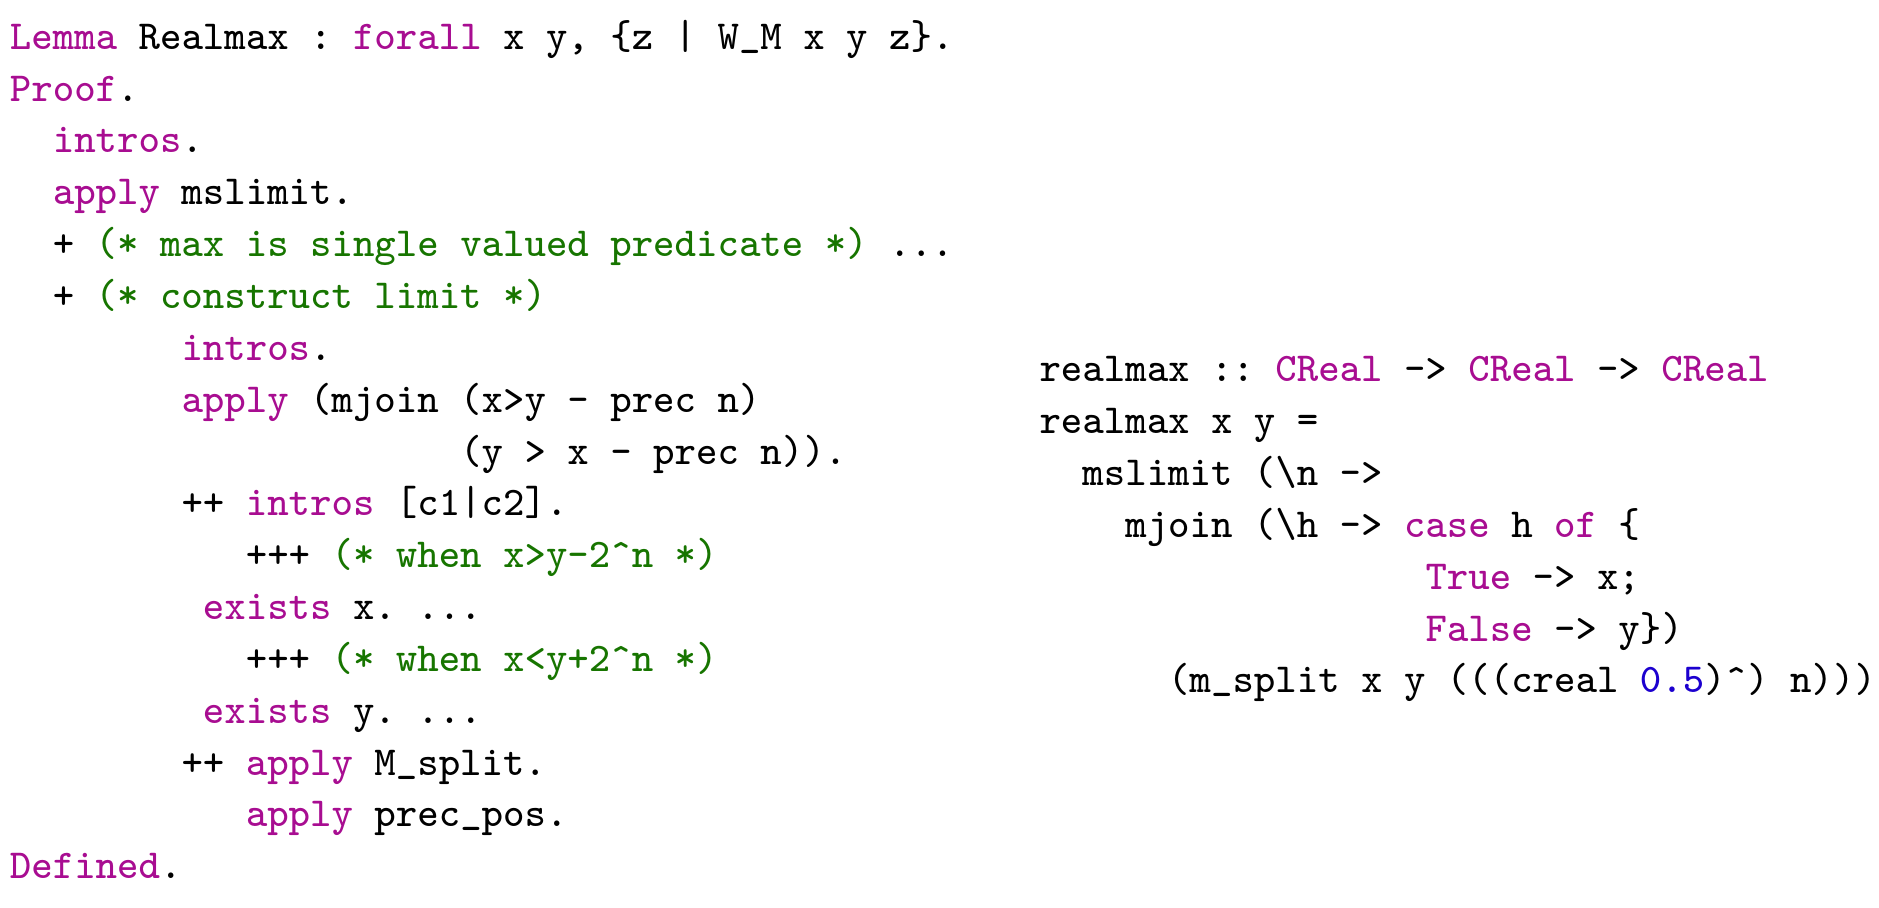 Lemma Realmax : forall x y, {z | W_M x y z}.
Proof.
  intros.
  apply mslimit.
  + (* max is single valued predicate *) ...
  + (* construct limit *)
        intros.
        apply (mjoin (x>y - prec n)
                     (y > x - prec n)).
        ++ intros [c1|c2].
           +++ (* when x>y-2^n *)
         exists x. ...
           +++ (* when x<y+2^n *)
         exists y. ...
        ++ apply M_split.
           apply prec_pos.
Defined.
realmax :: CReal -> CReal -> CReal
realmax x y =
  mslimit (\n ->
    mjoin (\h -> case h of {
                  True -> x;
                  False -> y})
      (m_split x y (((creal 0.5)^) n)))